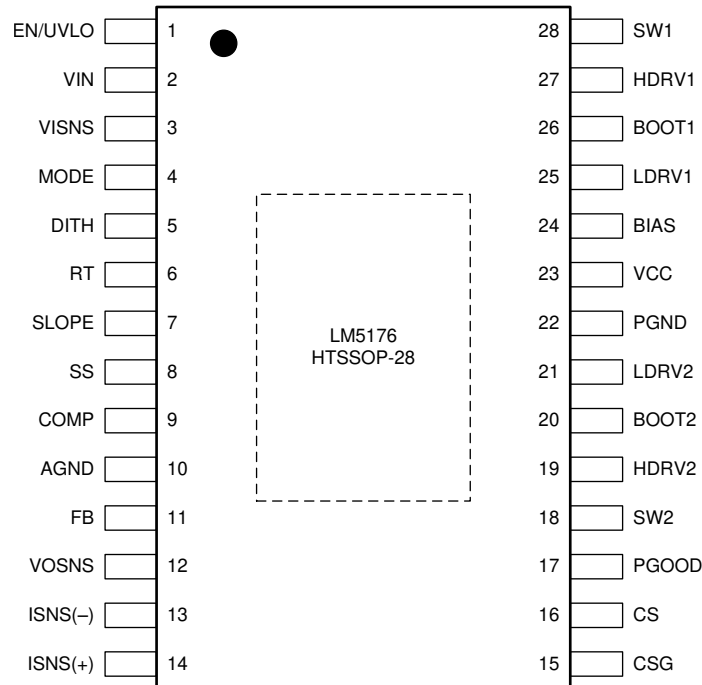 EN/UVLO 1 28 SW1
VIN 2 27 HDRV1
VISNS 3 26 BOOT1
MODE 4 25 LDRV1
DITH 5 24 BIAS
RT 6 23 VCC
SLOPE 7 22 PGND
LM5176
HTSSOP-28
SS 8 21 LDRV2
COMP 9 20 BOOT2
AGND 10 19 HDRV2
FB 11 18 SW2
VOSNS 12 17 PGOOD
ISNS(–) 13 16 CS
ISNS(+) 14 15 CSG